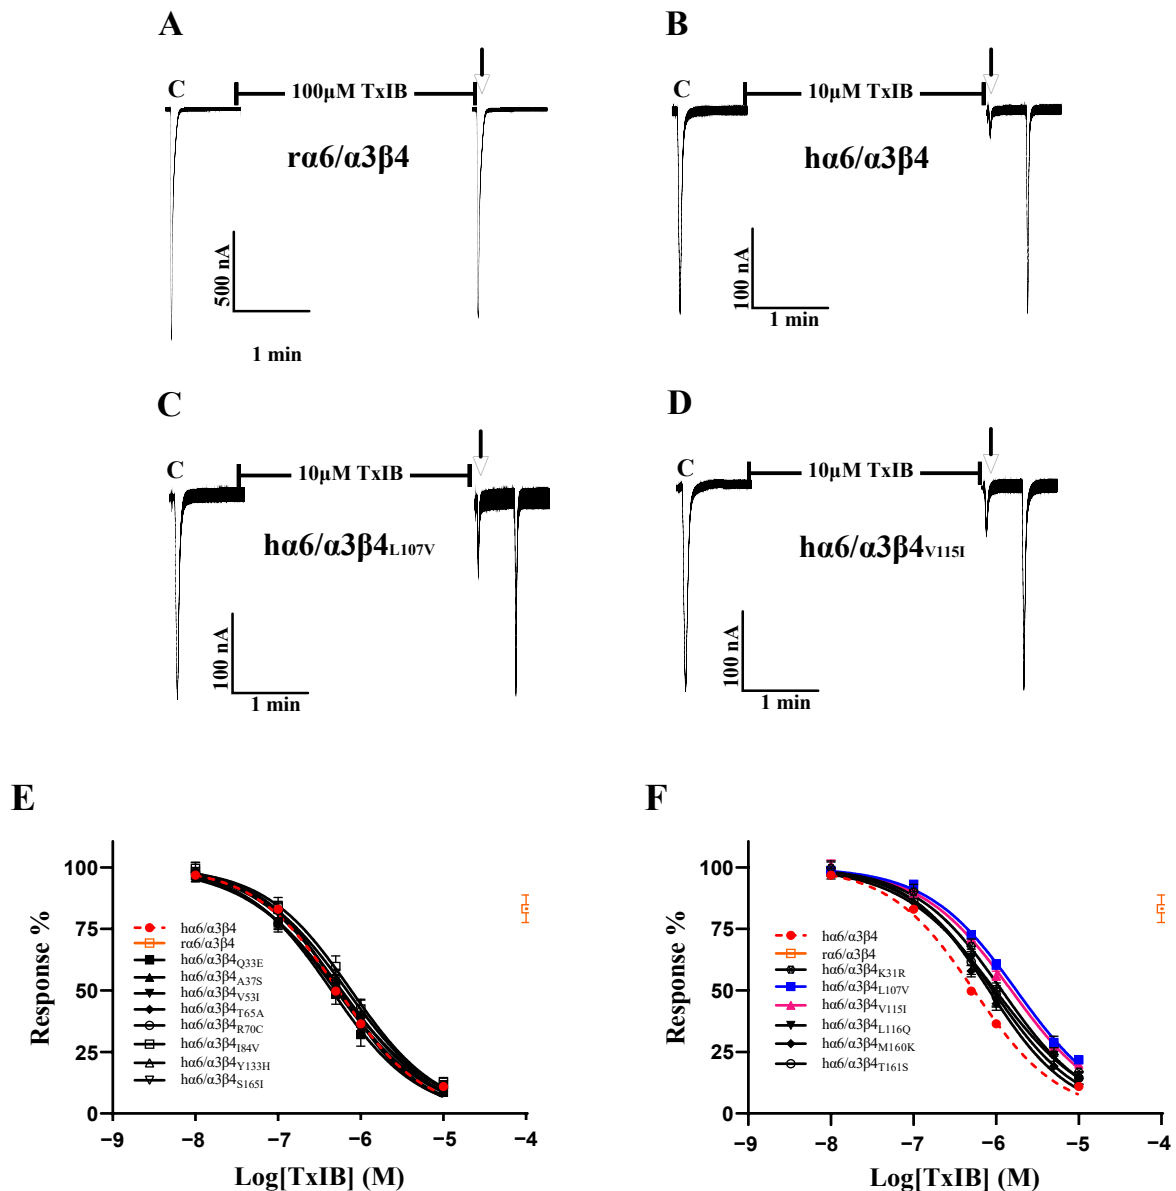 A
C
100μM TxIB
rα6/α3β4
500 nA
1 min
B
C
10μM TxIB
hα6/α3β4
100 nA
1 min
C
C
10μM TxIB
hα6/α3β4L107V
100 nA
1 min
D
C
10μM TxIB
hα6/α3β4V115I
100 nA
1 min
E
Response %
100
75
50
25
0
−9
−8
−7
−6
−5
−4
Log[TxIB] (M)
hα6/α3β4
rα6/α3β4
hα6/α3β4Q33E
hα6/α3β4A37S
hα6/α3β4V53I
hα6/α3β4T65A
hα6/α3β4R70C
hα6/α3β4I84V
hα6/α3β4Y133H
hα6/α3β4S165I
F
Response %
100
75
50
25
0
−9
−8
−7
−6
−5
−4
Log[TxIB] (M)
hα6/α3β4
rα6/α3β4
hα6/α3β4K31R
hα6/α3β4L107V
hα6/α3β4V115I
hα6/α3β4L116Q
hα6/α3β4M160K
hα6/α3β4T161S